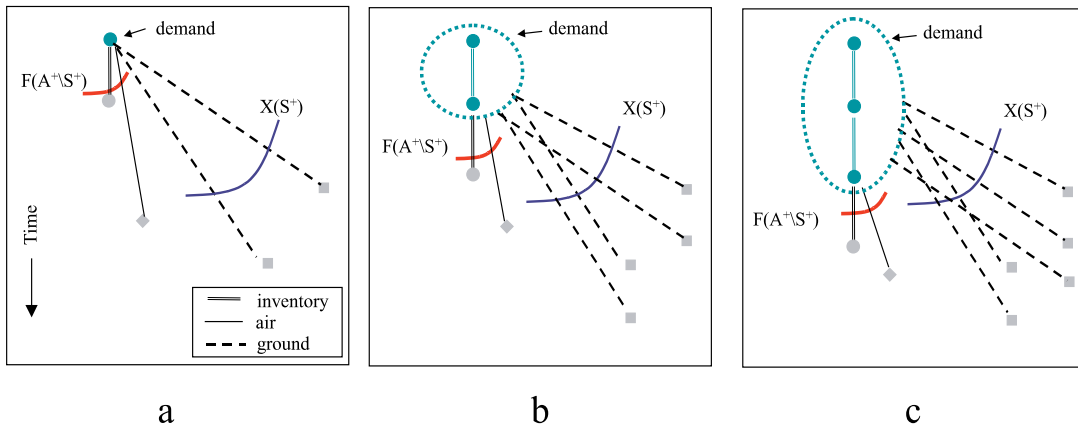 demand
F(A⁺\S⁺)
X(S⁺)
Time
inventory
air
ground
a
demand
F(A⁺\S⁺)
X(S⁺)
b
demand
X(S⁺)
F(A⁺\S⁺)
c